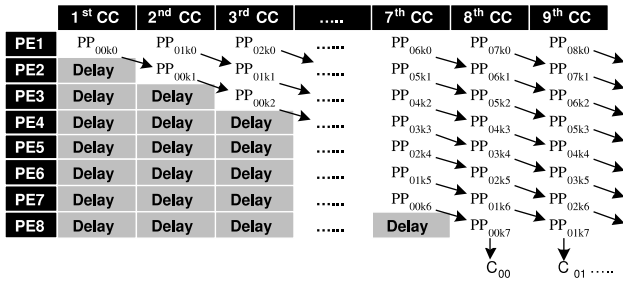 1st CC 2nd CC 3rd CC ..... 7th CC 8th CC 9th CC
PE1 PP00k0 PP01k0 PP02k0 ...... PP06k0 PP07k0 PP08k0
PE2 Delay PP00k1 PP01k1 ...... PP05k1 PP06k1 PP07k1
PE3 Delay Delay PP00k2 ...... PP04k2 PP05k2 PP06k2
PE4 Delay Delay Delay ...... PP03k3 PP04k3 PP05k3
PE5 Delay Delay Delay ...... PP02k4 PP03k4 PP04k4
PE6 Delay Delay Delay ...... PP01k5 PP02k5 PP03k5
PE7 Delay Delay Delay ...... PP00k6 PP01k6 PP02k6
PE8 Delay Delay Delay ...... Delay PP00k7 PP01k7
C00 C01 .....